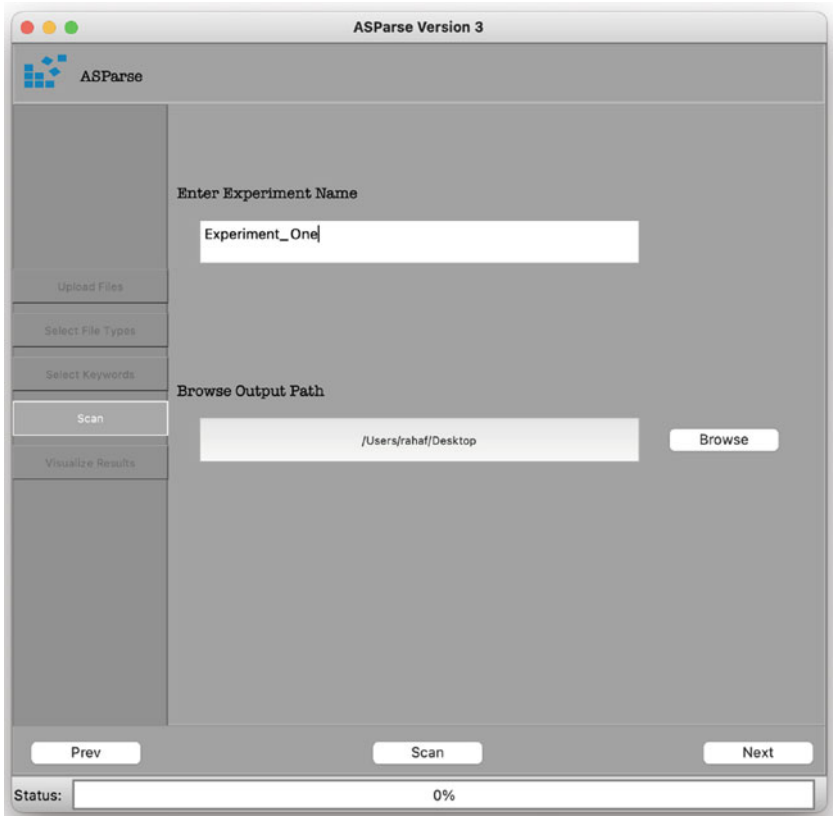 ASParse Version 3
ASParse
Enter Experiment Name
Experiment_One
Upload Files
Select File Types
Select Keywords
Scan
Visualize Results
Browse Output Path
/Users/rahaf/Desktop
Browse
Prev
Scan
Next
Status:
0%